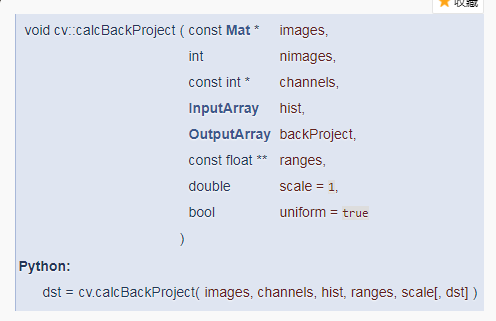 收藏
void cv::calcBackProject ( const Mat * images,
int nimages,
const int * channels,
InputArray hist,
OutputArray backProject,
const float ** ranges,
double scale = 1,
bool uniform = true
)
Python:
dst = cv.calcBackProject( images, channels, hist, ranges, scale[, dst] )